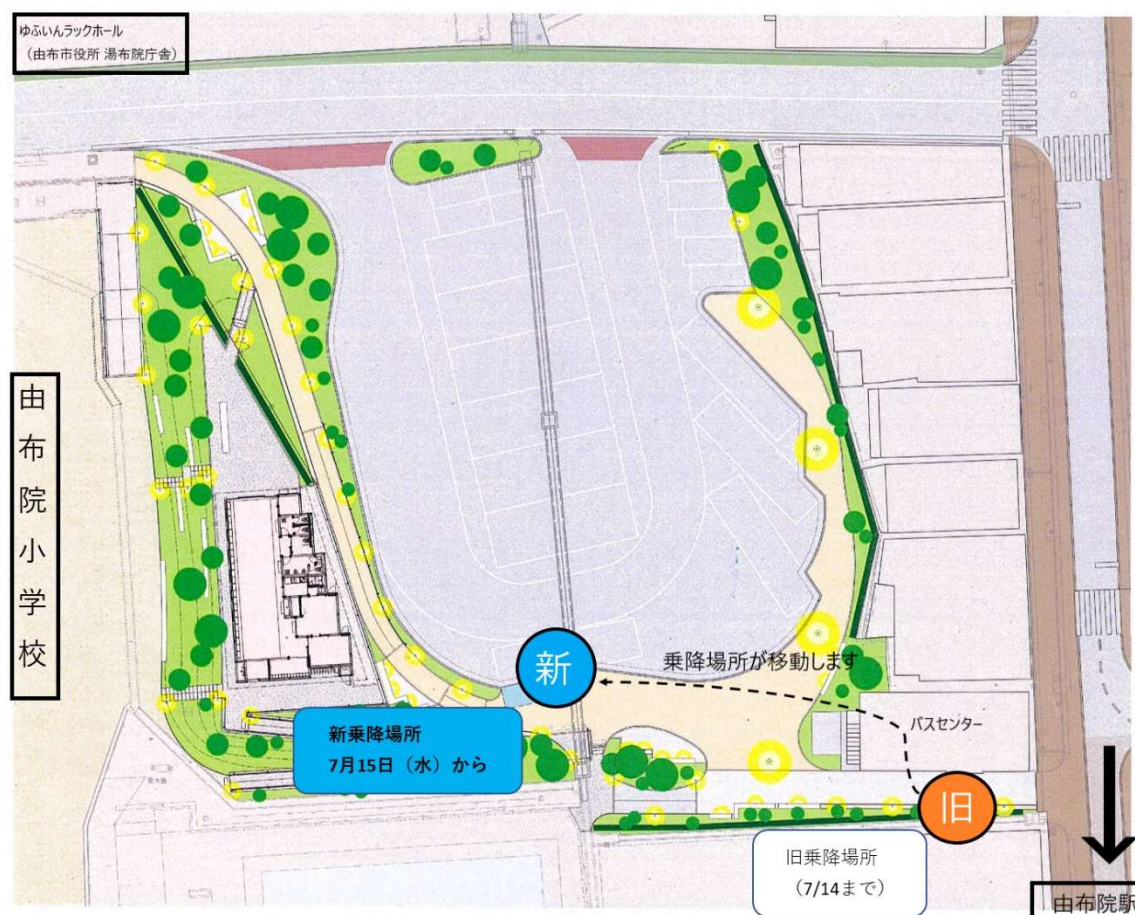 ゆふいんラックホール
（由布市役所 湯布院庁舎）
由布院小学校
新
乗降場所が移動します
バスセンター
新乗降場所
7月15日（水）から
旧
旧乗降場所
（7/14まで）
由布院駅